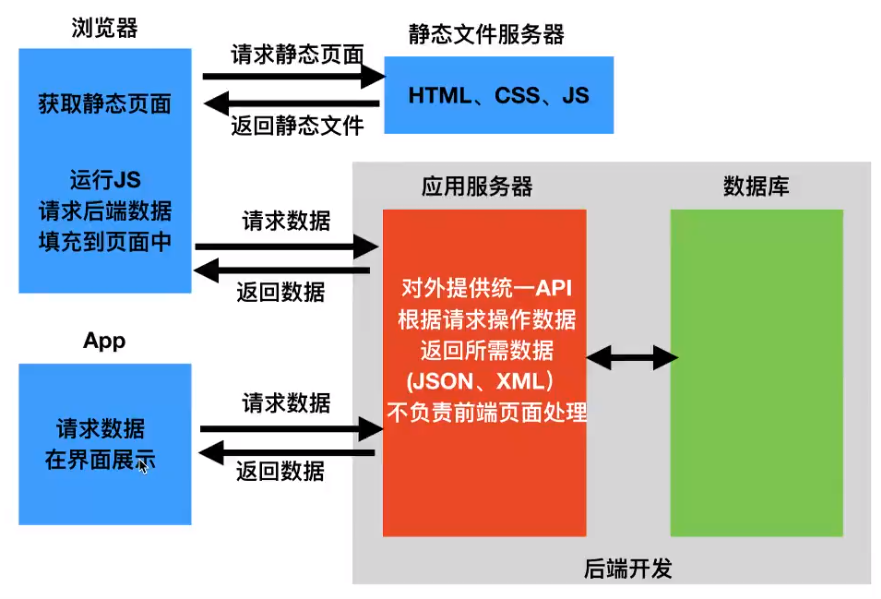 浏览器
获取静态页面
运行JS
请求后端数据
填充到页面中
请求静态页面
返回静态文件
静态文件服务器
HTML、CSS、JS
请求数据
返回数据
App
请求数据
在界面展示
请求数据
返回数据
应用服务器
对外提供统一API
根据请求操作数据
返回所需数据
(JSON、XML）
不负责前端页面处理
数据库
后端开发